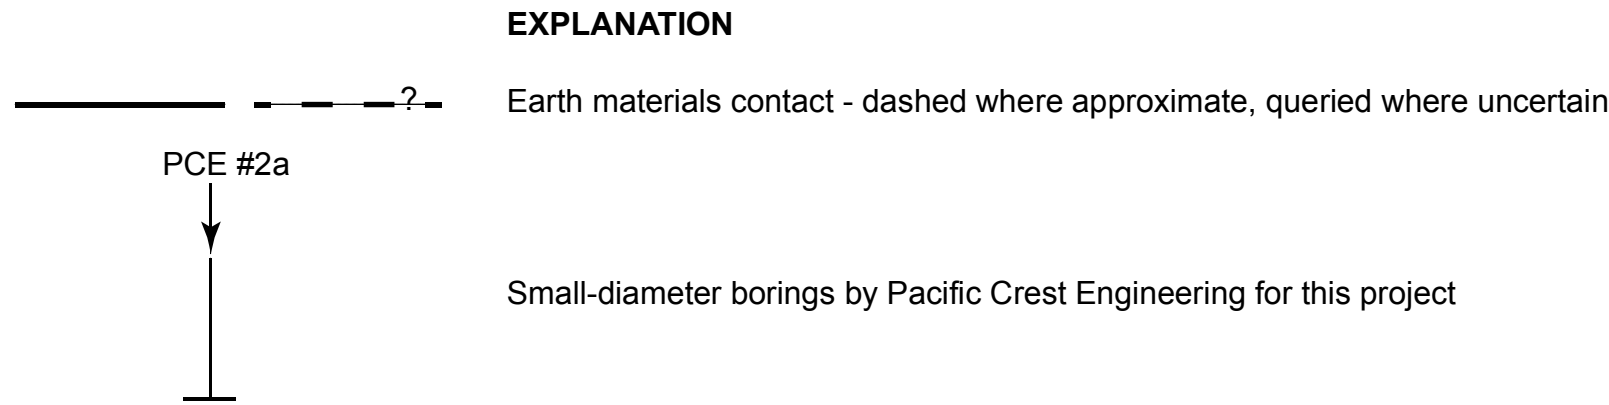 EXPLANATION
? Earth materials contact - dashed where approximate, queried where uncertain
PCE #2a
Small-diameter borings by Pacific Crest Engineering for this project